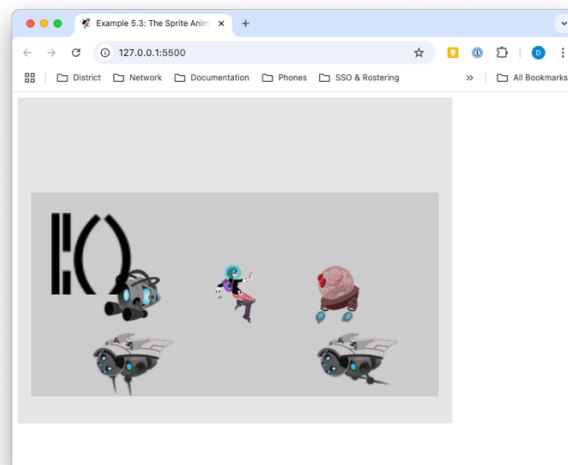 Example 5.3: The Sprite Anim
127.0.0.1:5500
D
District Network Documentation Phones SSO & Rostering » All Bookmarks